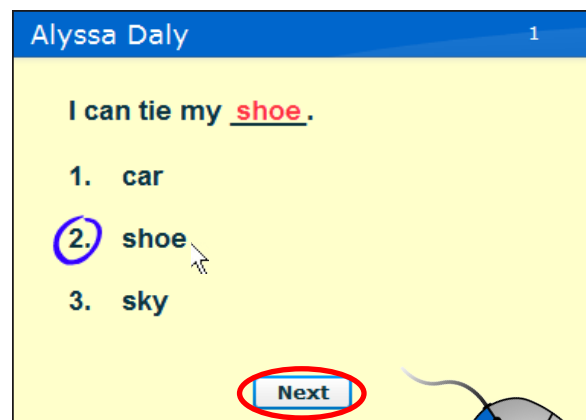 Alyssa Daly 1
I can tie my shoe.
1. car
2. shoe
3. sky
Next